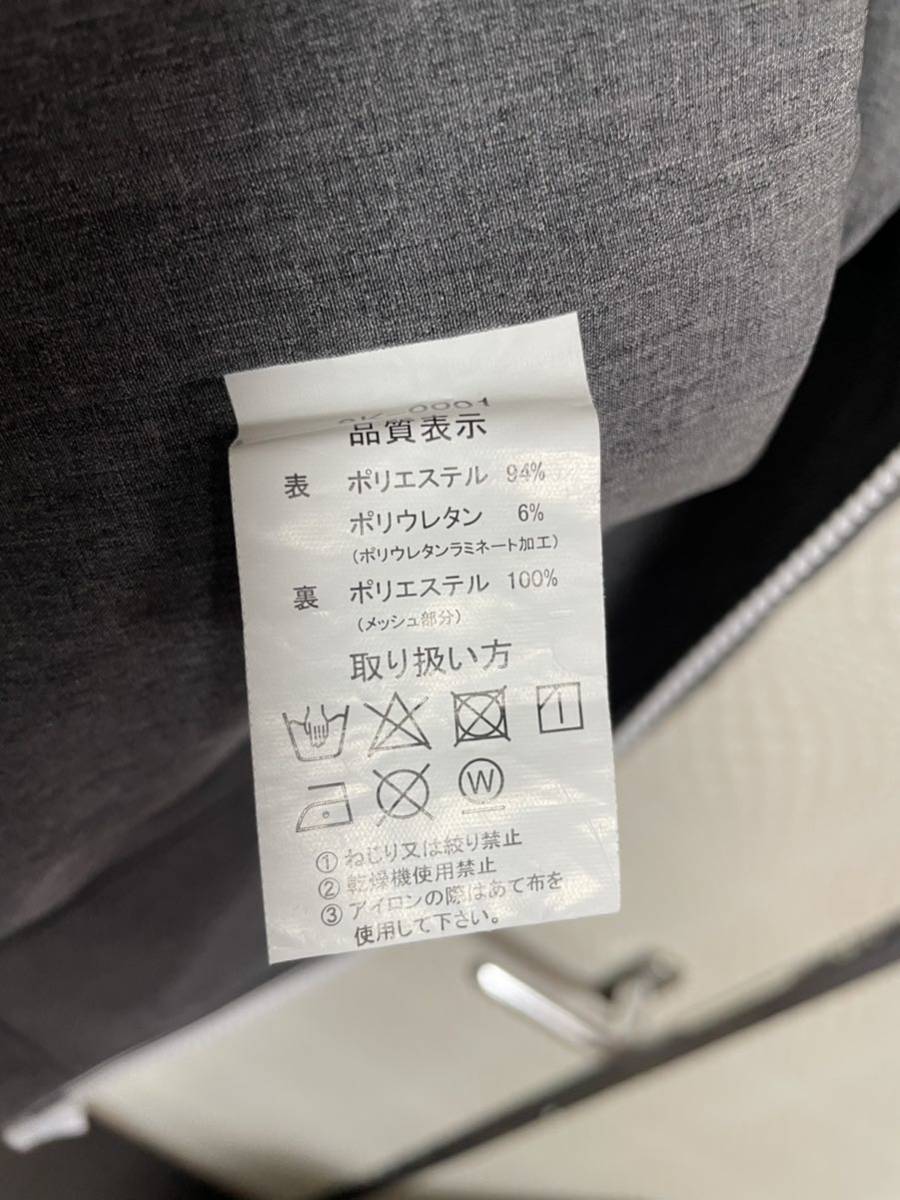 品質表示
表 ポリエステル 94%
ポリウレタン 6%
(ポリウレタンラミネート加工)
裏 ポリエステル 100%
(メッシュ部分)
取り扱い方
W
① ねじり又は絞り禁止
② 乾燥機使用禁止
③ アイロンの際はあて布を
使用して下さい。